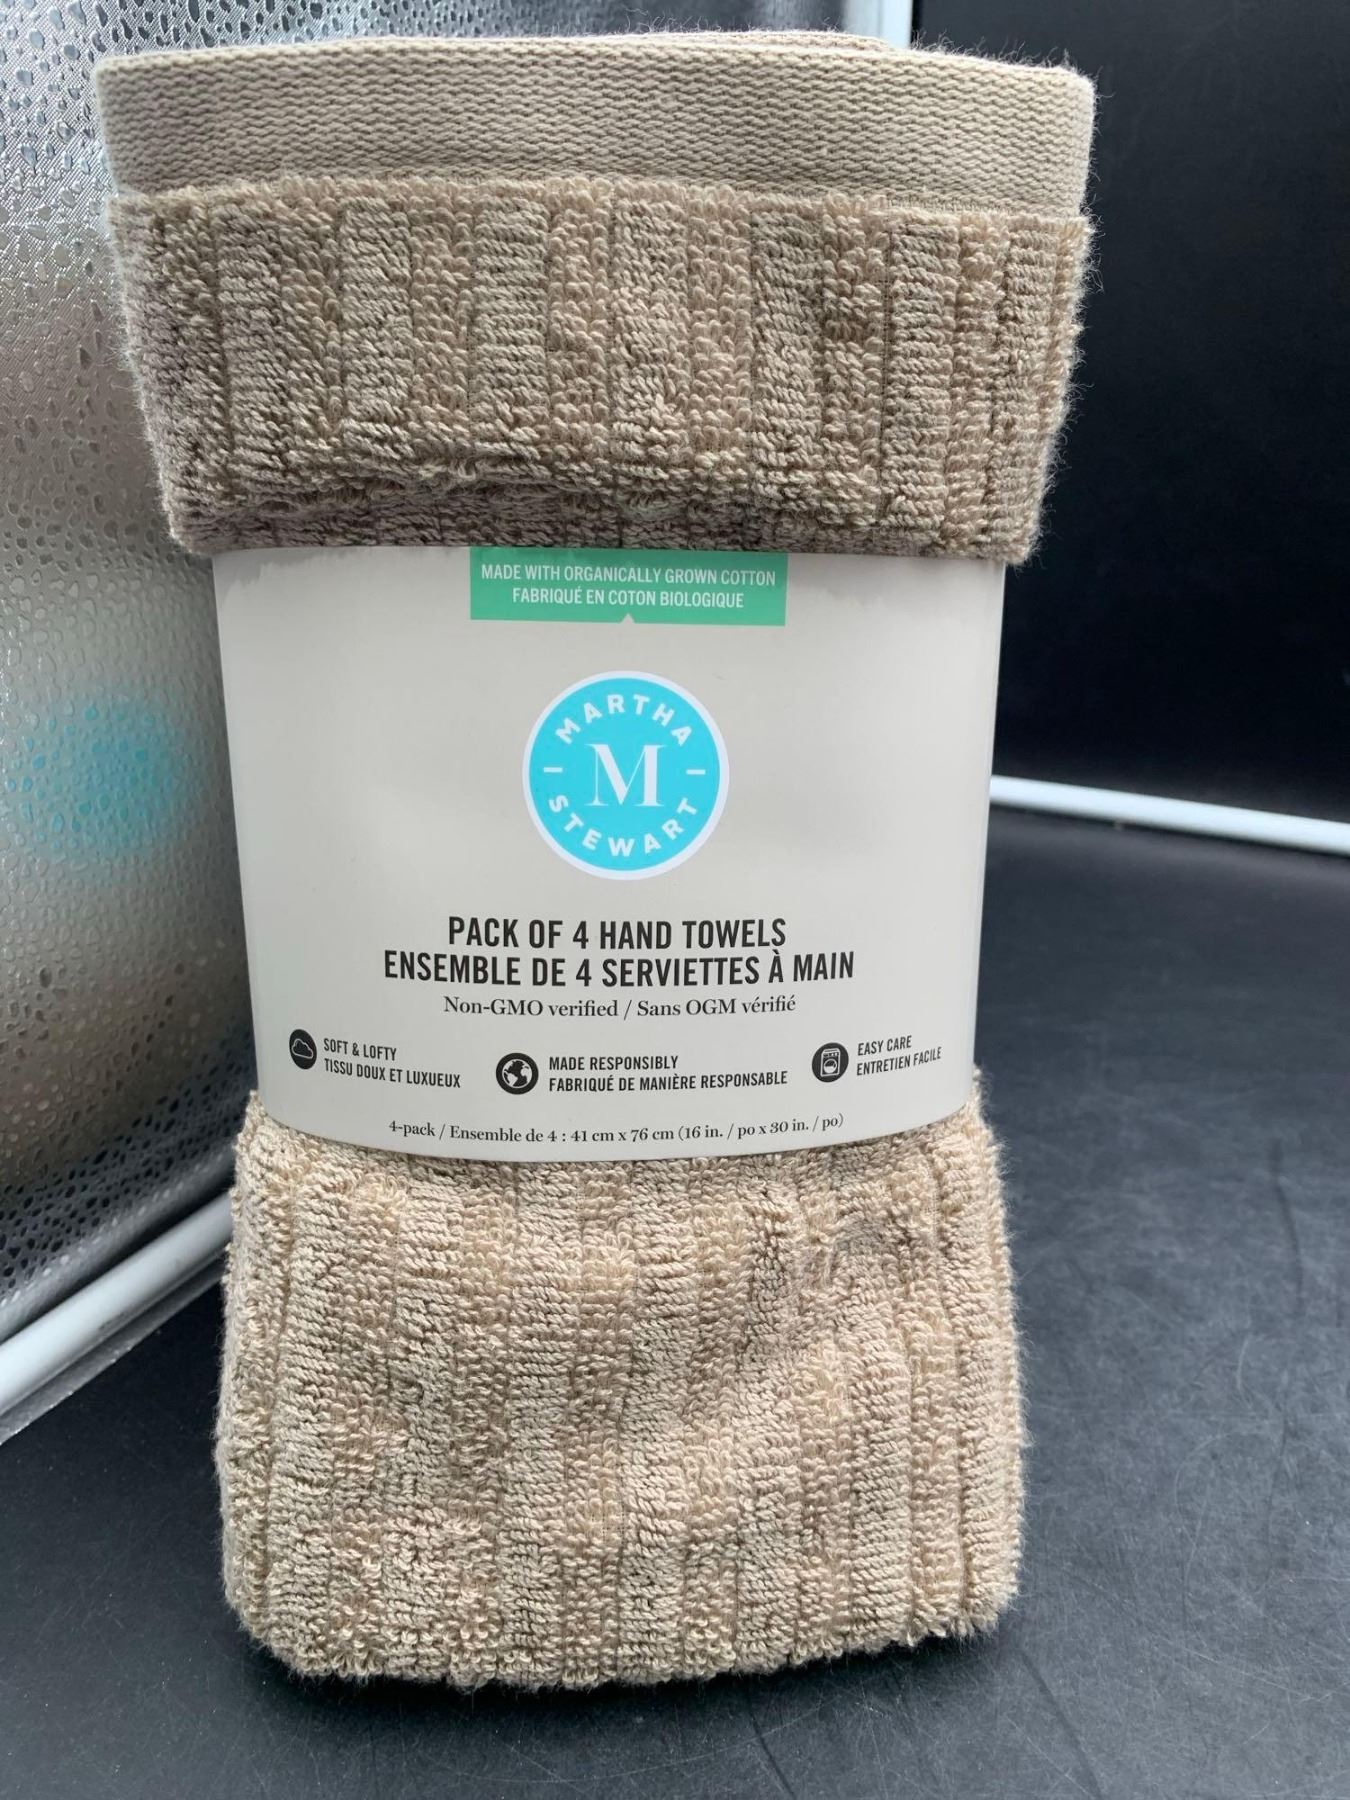 MADE WITH ORGANICALLY GROWN COTTON
FABRIQUÉ EN COTON BIOLOGIQUE
MARTHA
M
STEWART
PACK OF 4 HAND TOWELS
ENSEMBLE DE 4 SERVIETTES À MAIN
Non-GMO verified / Sans OGM vérifié
SOFT & LOFTY
TISSU DOUX ET LUXUEUX
MADE RESPONSIBLY
FABRIQUÉ DE MANIÈRE RESPONSABLE
EASY CARE
ENTRETIEN FACILE
4-pack / Ensemble de 4 : 41 cm x 76 cm (16 in. / po x 30 in. / po)